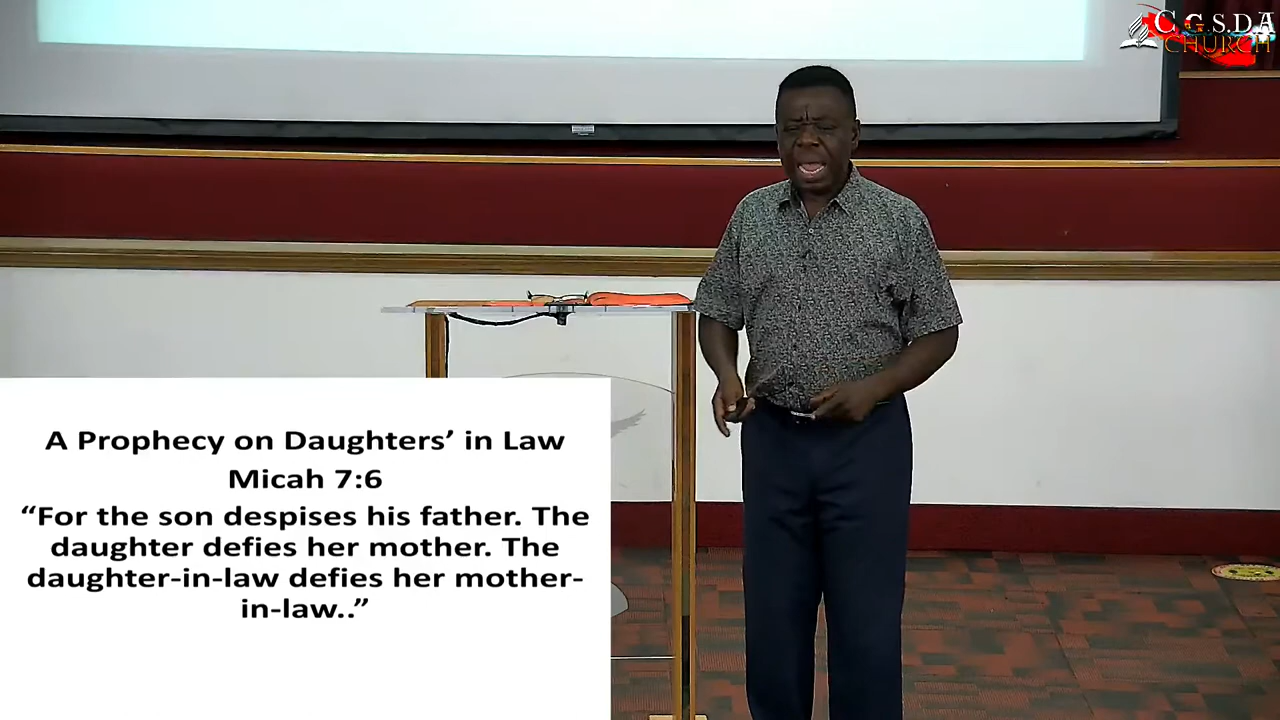 C.G.S.D.A
CHURCH
A Prophecy on Daughters’ in Law
Micah 7:6
“For the son despises his father. The
daughter defies her mother. The
daughter-in-law defies her mother-
in-law..”